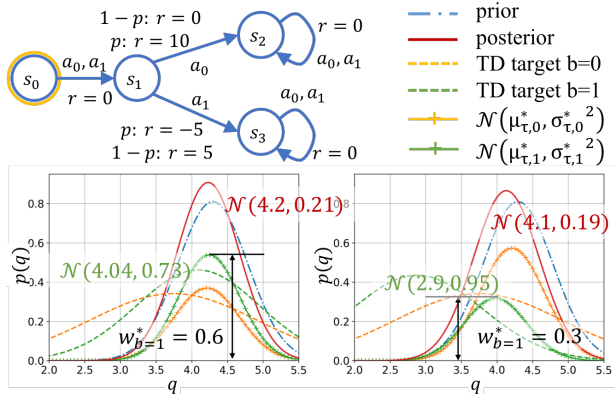 1 − p: r = 0
p: r = 10
s₀
a₀, a₁
r = 0
s₁
a₀
s₂
r = 0
a₀, a₁
a₁
a₀, a₁
s₃
p: r = −5
1 − p: r = 5
r = 0
prior
posterior
TD target b=0
TD target b=1
𝒩(μ*τ,0, σ*τ,0²)
𝒩(μ*τ,1, σ*τ,1²)
p(q)
0.8
0.6
0.4
0.2
0.0
𝒩(4.2, 0.21)
𝒩(4.04, 0.73)
w*b=1 = 0.6
2.0 2.5 3.0 3.5 4.0 4.5 5.0 5.5
q
p(q)
0.8
0.6
0.4
0.2
0.0
𝒩(4.1, 0.19)
𝒩(2.9, 0.95)
w*b=1 = 0.3
2.0 2.5 3.0 3.5 4.0 4.5 5.0 5.5
q